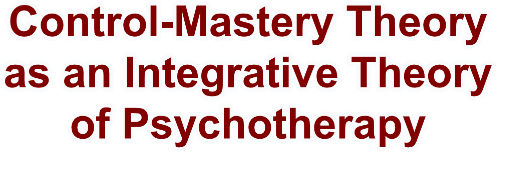 Control-Mastery Theory
as an Integrative Theory
of Psychotherapy